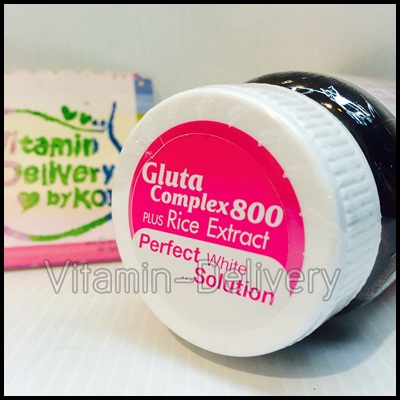 Vitamin
Delivery
by KO
Gluta
Complex 800
PLUS Rice Extract
Perfect White
...Solution
Vitamin-Delivery